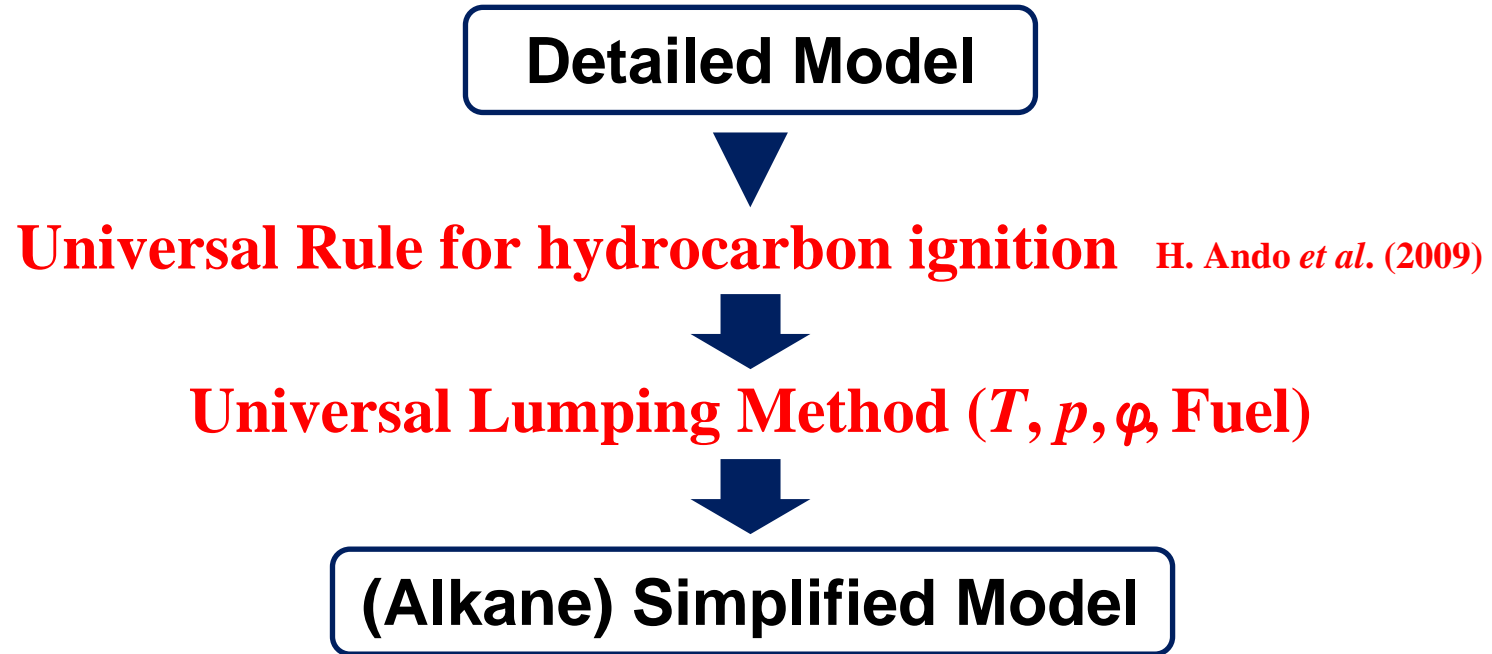 Detailed Model
Universal Rule for hydrocarbon ignition H. Ando et al. (2009)
Universal Lumping Method (T, p, φ, Fuel)
(Alkane) Simplified Model